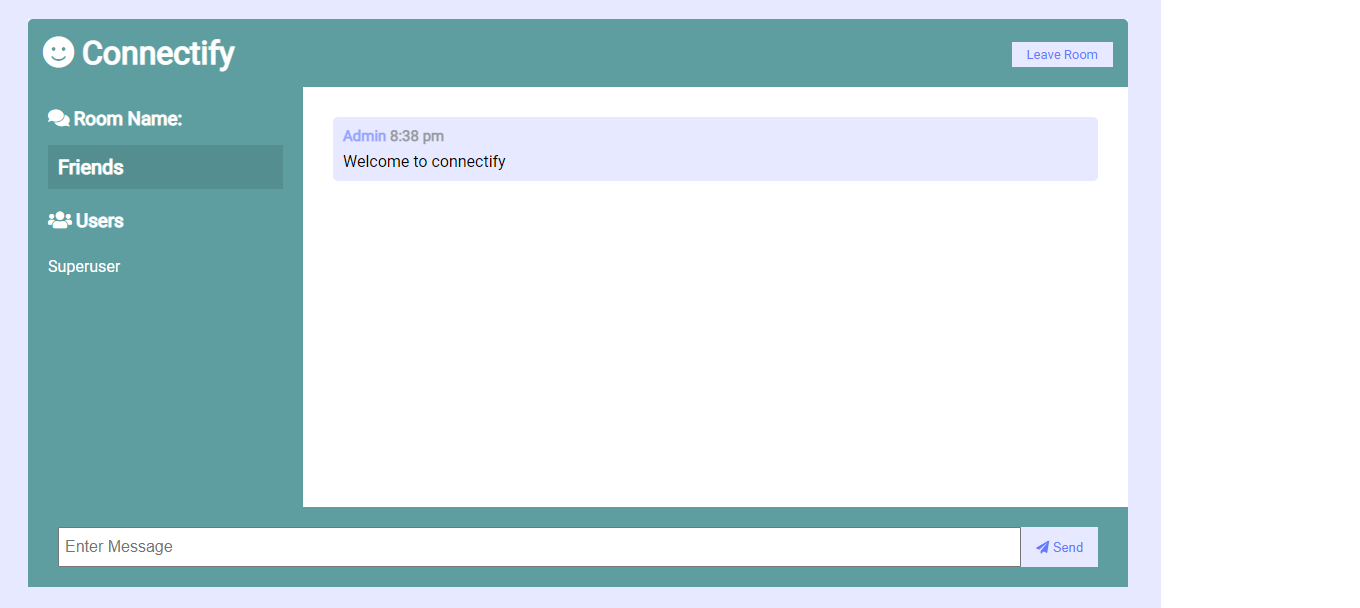 Connectify
Leave Room
Room Name:
Friends
Users
Superuser
Admin 8:38 pm
Welcome to connectify
Enter Message
Send